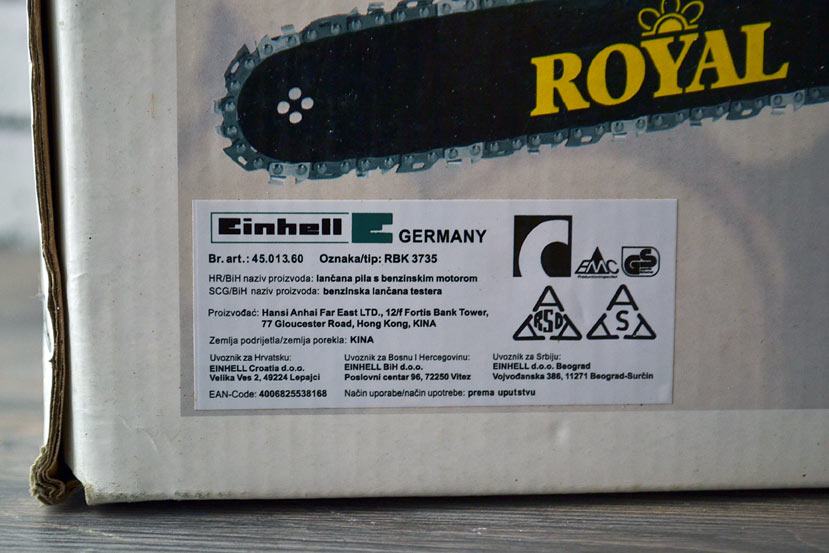 ROYAL
Einhell GERMANY
Br. art.: 45.013.60 Oznaka/tip: RBK 3735
HR/BiH naziv proizvoda: lančana pila s benzinskim motorom
SCG/BiH naziv proizvoda: benzinska lančana testera
Proizvođač: Hansi Anhai Far East LTD., 12/f Fortis Bank Tower,
77 Gloucester Road, Hong Kong, KINA
Zemlja podrijetla/zemlja porekla: KINA
Uvoznik za Hrvatsku:
EINHELL Croatia d.o.o.
Velika Ves 2, 49224 Lepajci
Uvoznik za Bosnu I Hercegovinu:
EINHELL BiH d.o.o.
Poslovni centar 96, 72250 Vitez
Uvoznik za Srbiju:
EINHELL d.o.o. Beograd
Vojvođanska 386, 11271 Beograd-Surčin
EAN-Code: 4006825538168 Način uporabe/način upotrebe: prema uputstvu
EMC
GS
A
RSD
A A
S